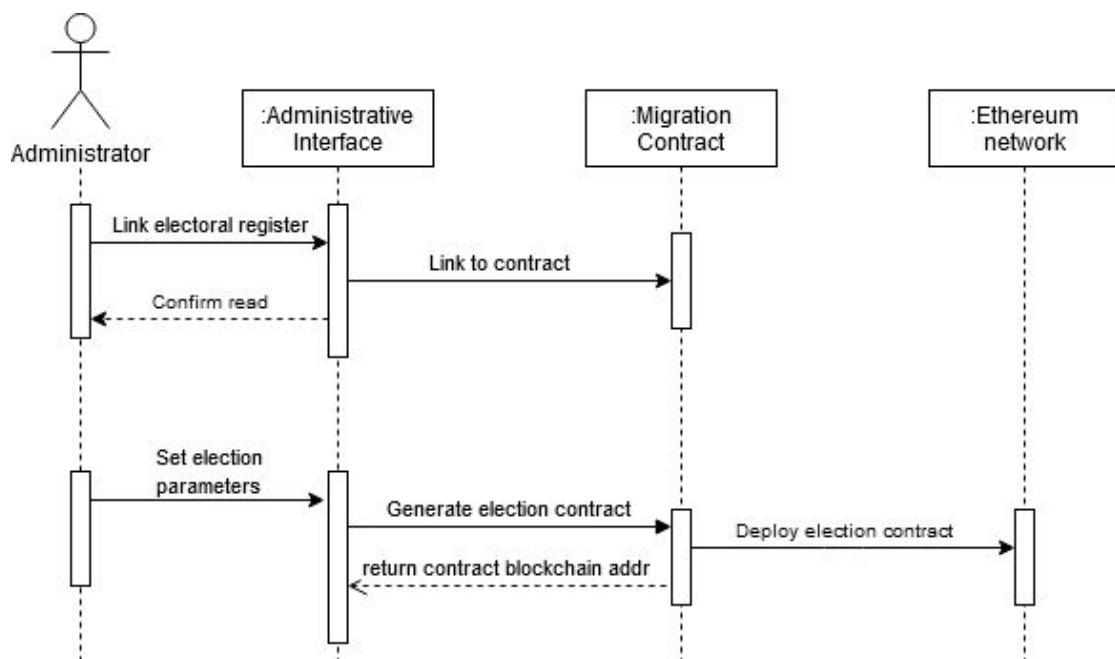 Administrator
:Administrative
Interface
:Migration
Contract
:Ethereum
network
Link electoral register
Link to contract
Confirm read
Set election
parameters
Generate election contract
Deploy election contract
return contract blockchain addr